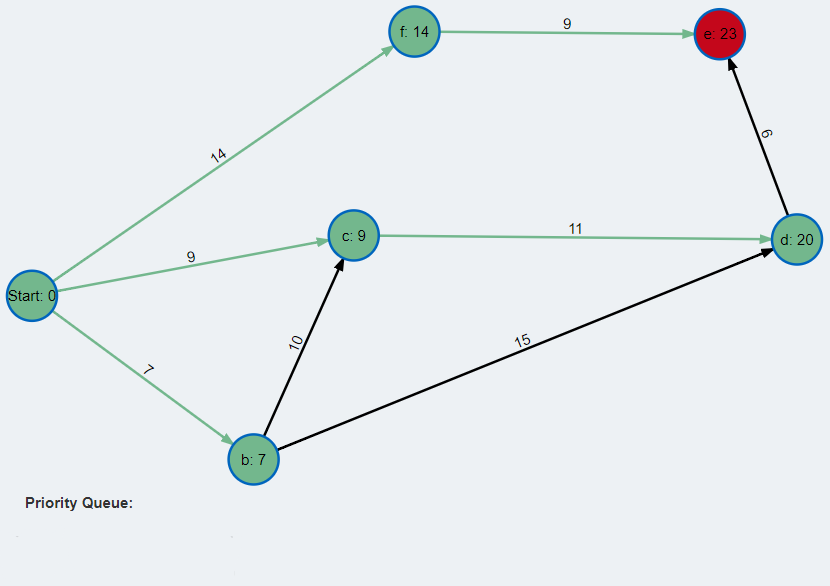 f: 14
9
e: 23
14
6
9
c: 9
11
d: 20
Start: 0
10
15
7
b: 7
Priority Queue: